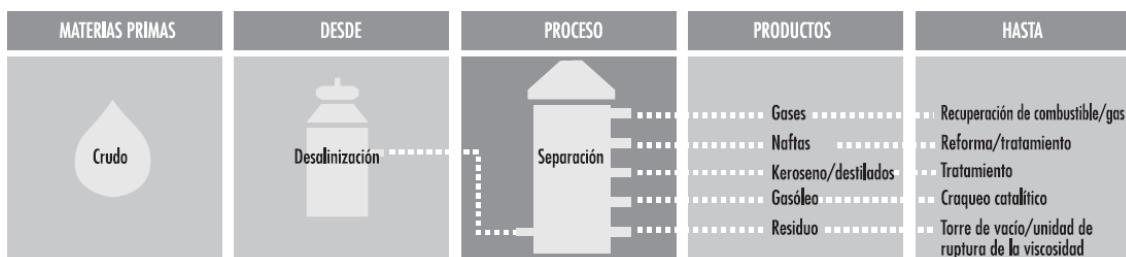 MATERIAS PRIMAS
DESDE
PROCESO
PRODUCTOS
HASTA
Crudo
Desalinización
Separación
Gases
Recuperación de combustible/gas
Naftas
Reforma/tratamiento
Keroseno/destilados
Tratamiento
Gasóleo
Craqueo catalítico
Residuo
Torre de vacío/unidad de
ruptura de la viscosidad